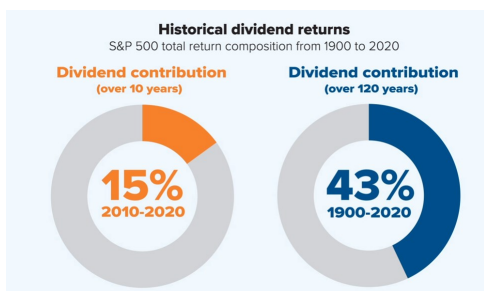 Historical dividend returns
S&P 500 total return composition from 1900 to 2020
Dividend contribution
(over 10 years)
15%
2010-2020
Dividend contribution
(over 120 years)
43%
1900-2020